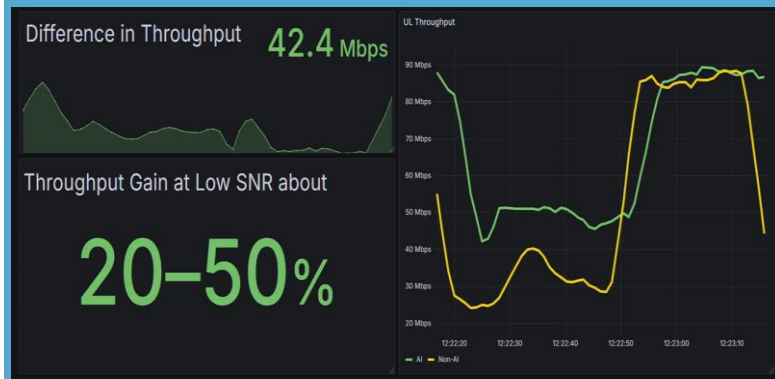 Difference in Throughput
42.4 Mbps
Throughput Gain at Low SNR about
20–50%
UL Throughput
90 Mbps
80 Mbps
70 Mbps
60 Mbps
50 Mbps
40 Mbps
30 Mbps
20 Mbps
12:22:20 12:22:30 12:22:40 12:22:50 12:23:00 12:23:10
AI Non-AI